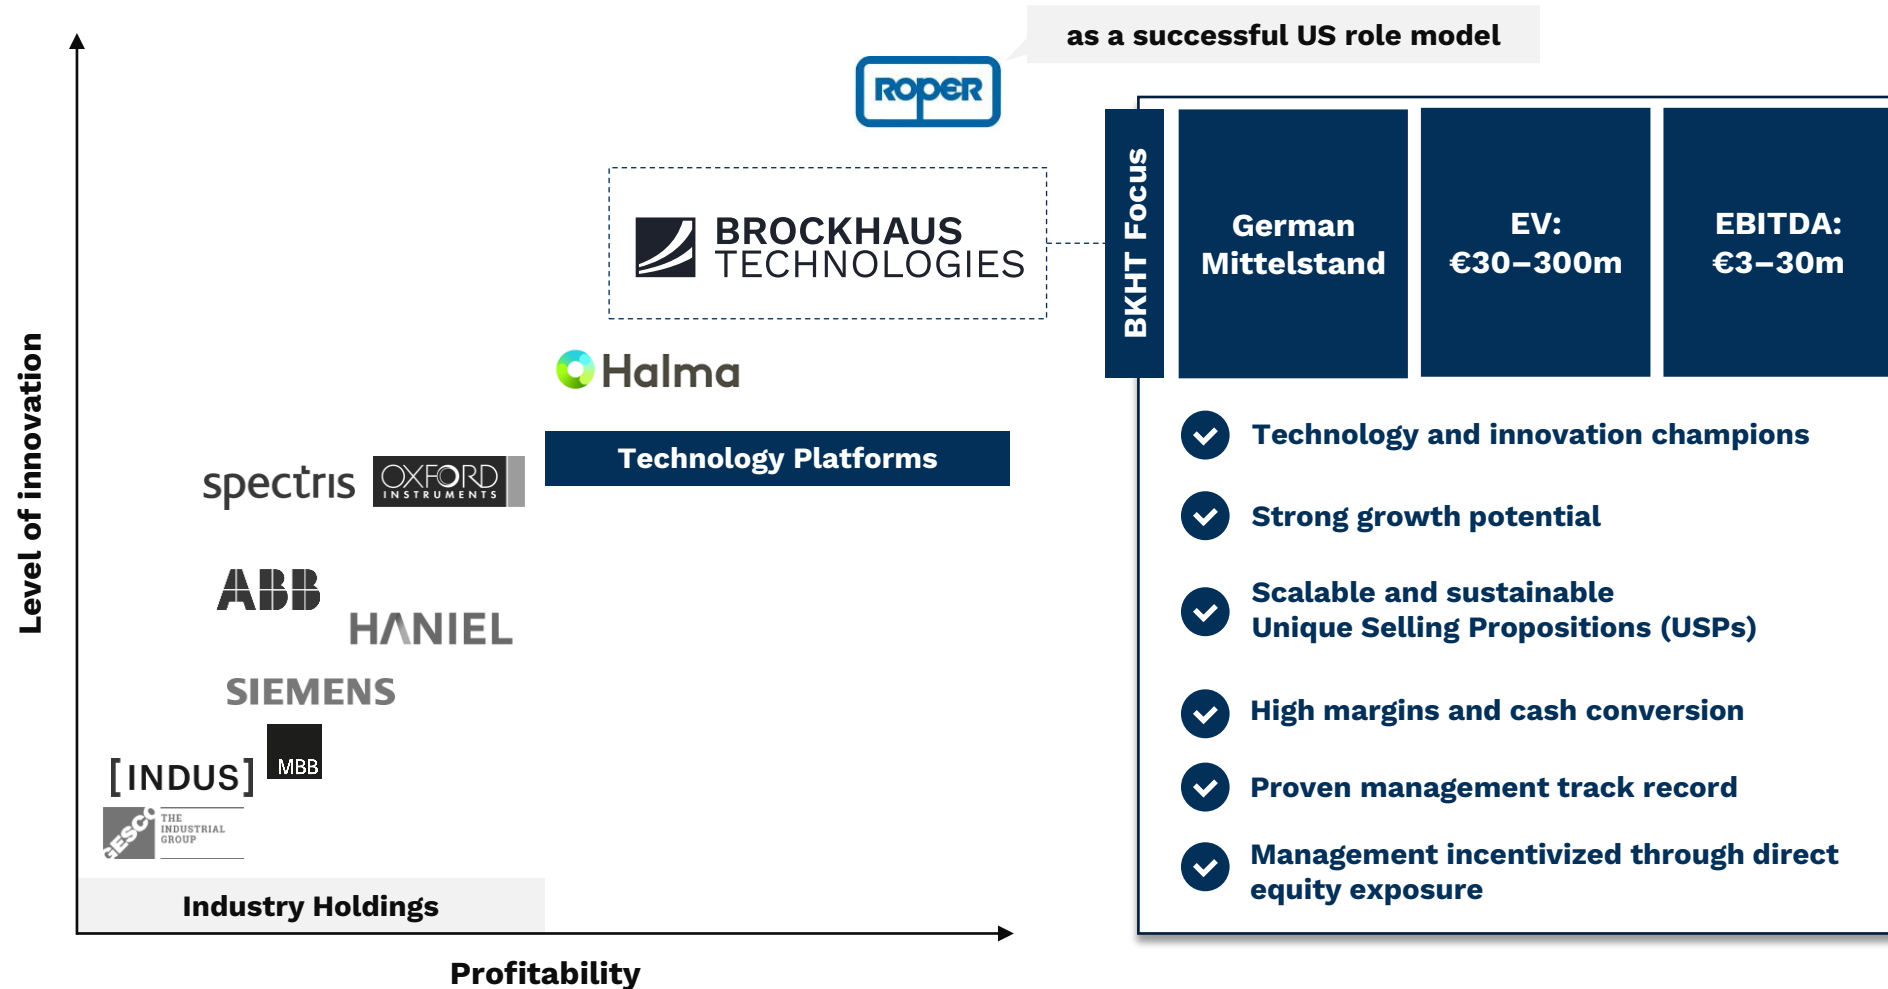 as a successful US role model
ROPER
BROCKHAUS
TECHNOLOGIES
Halma
Technology Platforms
spectris
OXFORD
INSTRUMENTS
ABB
HANIEL
SIEMENS
MBB
[INDUS]
GESCO
THE
INDUSTRIAL
GROUP
Industry Holdings
Level of innovation
Profitability
BKHT Focus
German
Mittelstand
EV:
€30–300m
EBITDA:
€3–30m
Technology and innovation champions
Strong growth potential
Scalable and sustainable
Unique Selling Propositions (USPs)
High margins and cash conversion
Proven management track record
Management incentivized through direct
equity exposure